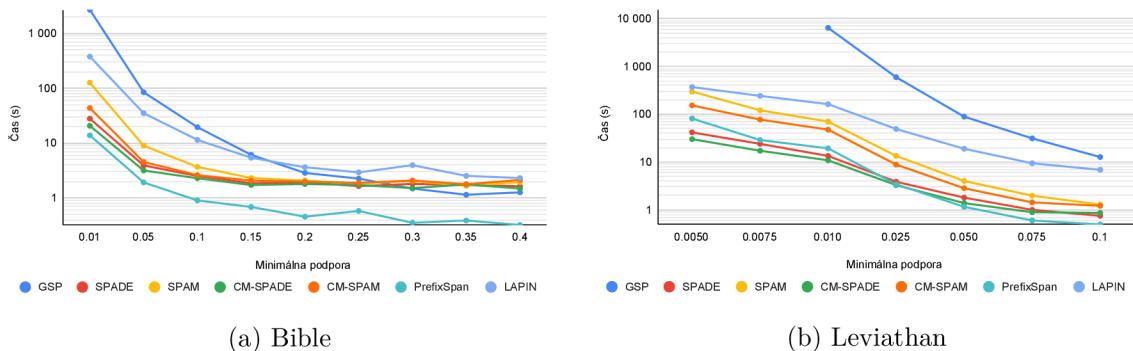 Čas (s)
1 000
100
10
1
0.01 0.05 0.1 0.15 0.2 0.25 0.3 0.35 0.4
Minimálna podpora
GSP SPADE SPAM CM-SPADE CM-SPAM PrefixSpan LAPIN
(a) Bible
Čas (s)
10 000
1 000
100
10
1
0.0050 0.0075 0.010 0.025 0.050 0.075 0.1
Minimálna podpora
GSP SPADE SPAM CM-SPADE CM-SPAM PrefixSpan LAPIN
(b) Leviathan